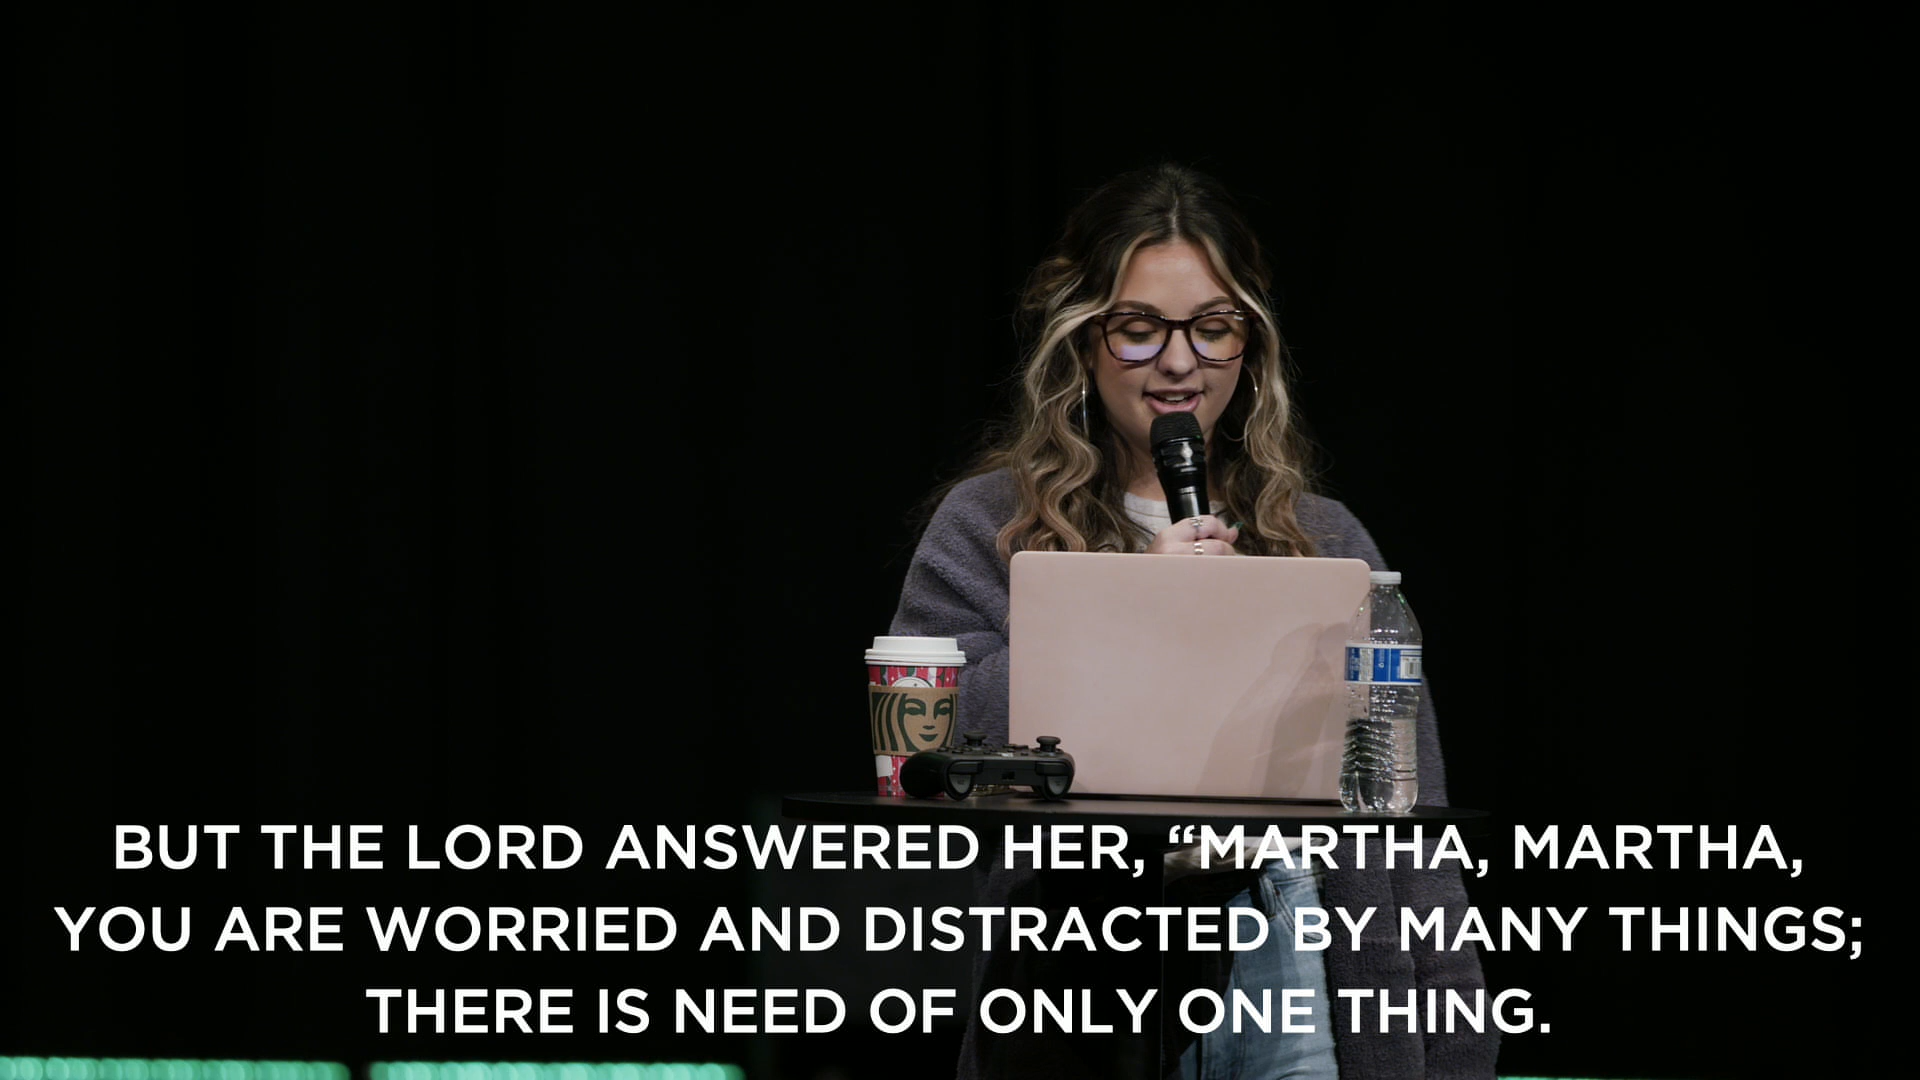 BUT THE LORD ANSWERED HER, “MARTHA, MARTHA,
YOU ARE WORRIED AND DISTRACTED BY MANY THINGS;
THERE IS NEED OF ONLY ONE THING.